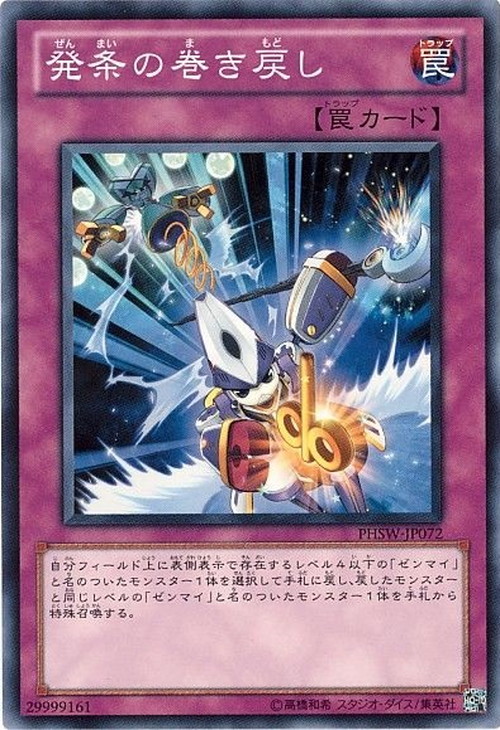 発条の巻き戻し
罠
【罠カード】
PHSW-JP072
自分フィールド上に表側表示で存在するレベル4以下の「ゼンマイ」
と名のついたモンスター1体を選択して手札に戻し、戻したモンスター
と同じレベルの「ゼンマイ」と名のついたモンスター1体を手札から
特殊召喚する。
29999161
©高橋和希 スタジオ・ダイス/集英社